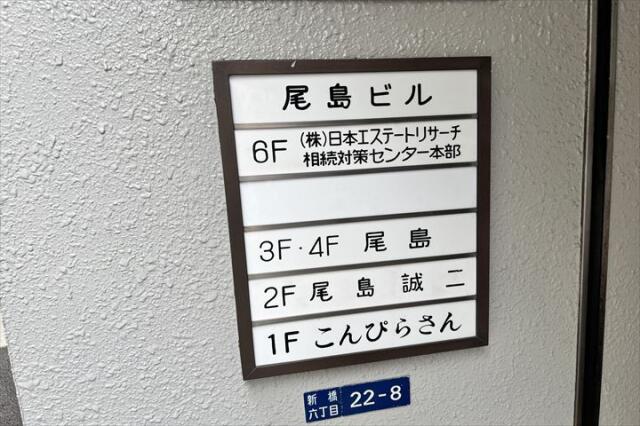 尾島ビル
6F (株)日本エステートリサーチ
相続対策センター本部
3F・4F 尾島
2F 尾島誠二
1F こんぴらさん
新橋
六丁目 22-8